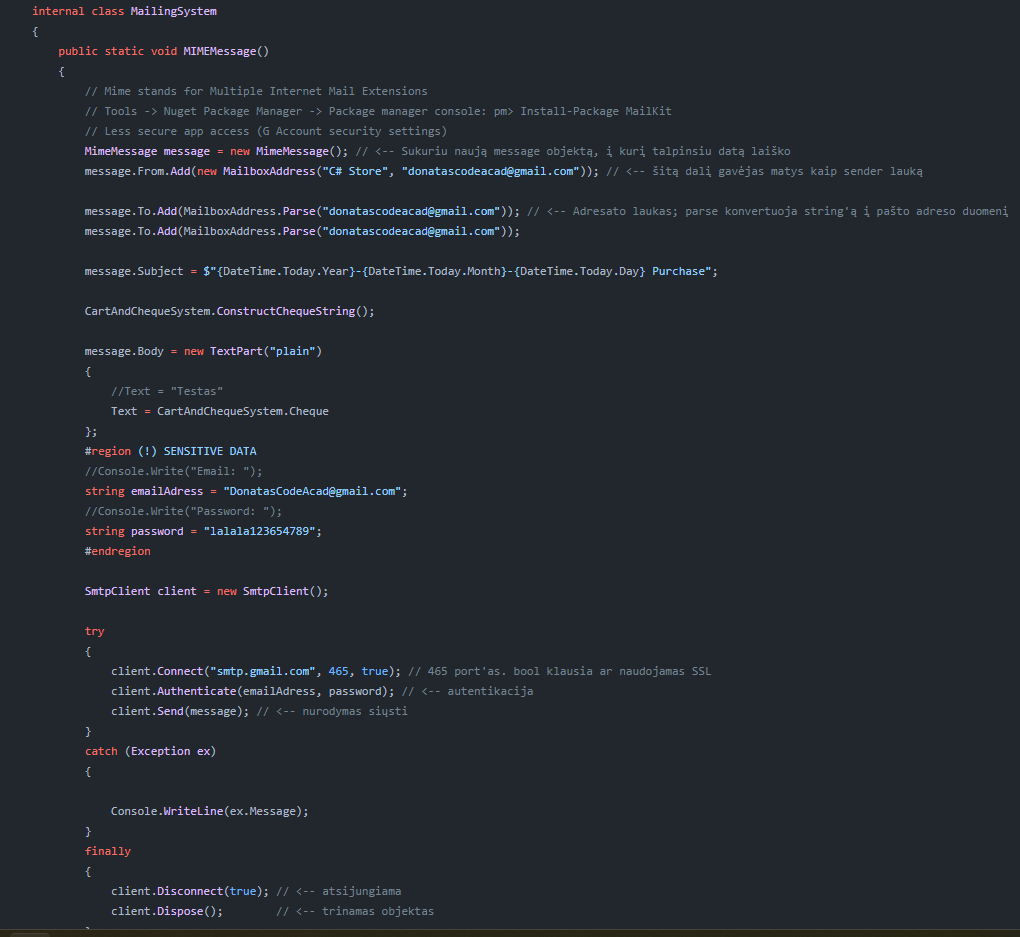 internal class MailingSystem
{
public static void MIMEMessage()
{
// Mime stands for Multiple Internet Mail Extensions
// Tools -> Nuget Package Manager -> Package manager console: pm> Install-Package MailKit
// Less secure app access (G Account security settings)
MimeMessage message = new MimeMessage(); // <-- Sukuriu naują message objektą, į kurį talpinsiu datą laiško
message.From.Add(new MailboxAddress("C# Store", "donatascodeacad@gmail.com")); // <-- šitą dalį gavėjas matys kaip sender lauką
message.To.Add(MailboxAddress.Parse("donatascodeacad@gmail.com")); // <-- Adresato laukas; parse konvertuoja string'ą į pašto adreso duomenį
message.To.Add(MailboxAddress.Parse("donatascodeacad@gmail.com"));
message.Subject = $"{DateTime.Today.Year}-{DateTime.Today.Month}-{DateTime.Today.Day} Purchase";
CartAndChequeSystem.ConstructChequeString();
message.Body = new TextPart("plain")
{
//Text = "Testas"
Text = CartAndChequeSystem.Cheque
};
#region (!) SENSITIVE DATA
//Console.Write("Email: ");
string emailAdress = "DonatasCodeAcad@gmail.com";
//Console.Write("Password: ");
string password = "lalala123654789";
#endregion
SmtpClient client = new SmtpClient();
try
{
client.Connect("smtp.gmail.com", 465, true); // 465 port'as. bool klausia ar naudojamas SSL
client.Authenticate(emailAdress, password); // <-- autentikacija
client.Send(message); // <-- nurodymas siųsti
}
catch (Exception ex)
{
Console.WriteLine(ex.Message);
}
finally
{
client.Disconnect(true); // <-- atsijungiama
client.Dispose(); // <-- trinamas objektas